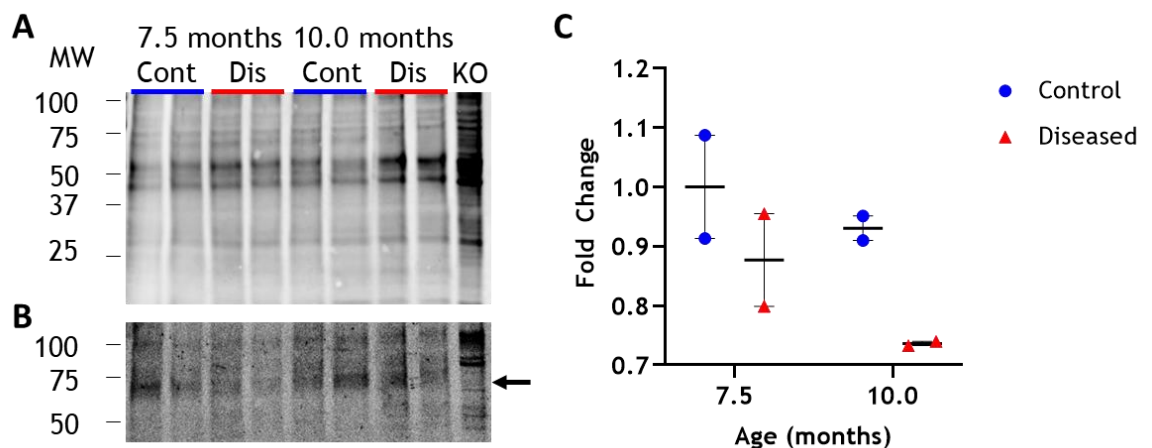 A
7.5 months 10.0 months
MW
Cont Dis Cont Dis KO
100
75
50
37
25
B
100
75
50
C
1.2
1.1
1.0
0.9
0.8
0.7
Fold Change
7.5 10.0
Age (months)
Control
Diseased